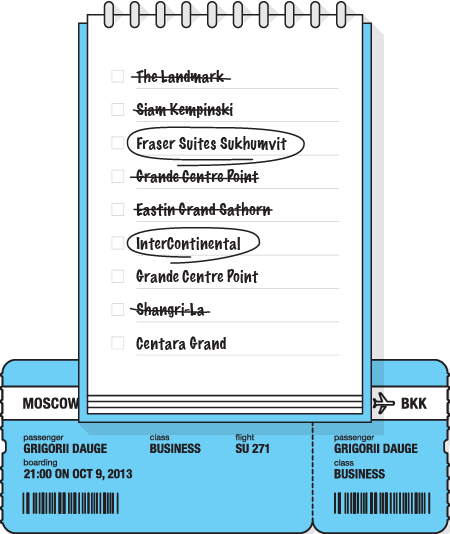 The Landmark
Siam Kempinski
Fraser Suites Sukhumvit
Grande Centre Point
Eastin Grand Sathorn
InterContinental
Grande Centre Point
Shangri-La
Centara Grand
MOSCOW BKK
passenger class flight passenger
GRIGORII DAUGE BUSINESS SU 271 GRIGORII DAUGE
boarding class
21:00 ON OCT 9, 2013 BUSINESS